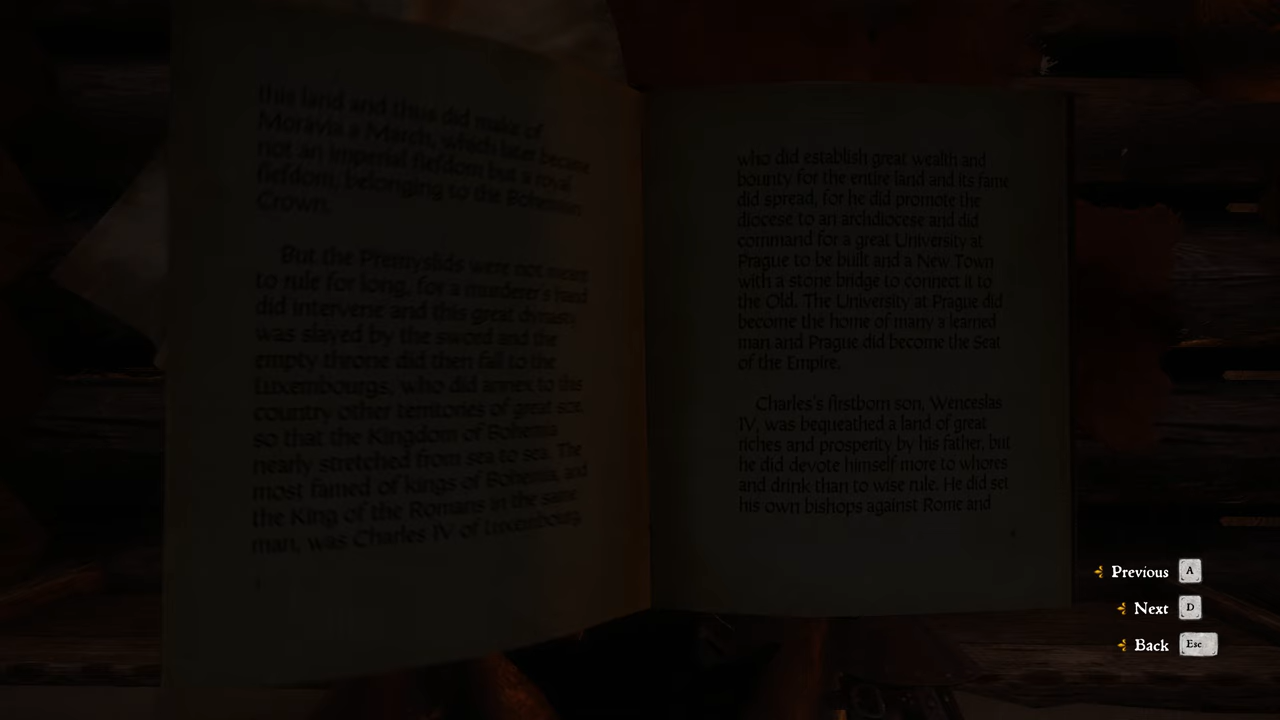 this land and thus did make of
Moravia a March, which later became
not an imperial fiefdom but a royal
fiefdom, belonging to the Bohemian
Crown.
But the Premyslids were not meant
to rule for long, for a murderer's hand
did intervene and this great dynasty
was slayed by the sword and the
empty throne did then fall to the
Luxembourgs, who did annex to this
country other territories of great size,
so that the Kingdom of Bohemia
nearly stretched from sea to sea. The
most famed of kings of Bohemia, and
the King of the Romans at the same
man, was Charles IV of Luxembourg,
who did establish great wealth and
bounty for the entire land and its fame
did spread, for he did promote the
diocese to an archdiocese and did
command for a great University at
Prague to be built and a New Town
with a stone bridge to connect it to
the Old. The University at Prague did
become the home of many a learned
man and Prague did become the Seat
of the Empire.
Charles's firstborn son, Wenceslas
IV, was bequeathed a land of great
riches and prosperity by his father, but
he did devote himself more to whores
and drink than to wise rule. He did set
his own bishops against Rome and
Previous A
Next D
Back Esc